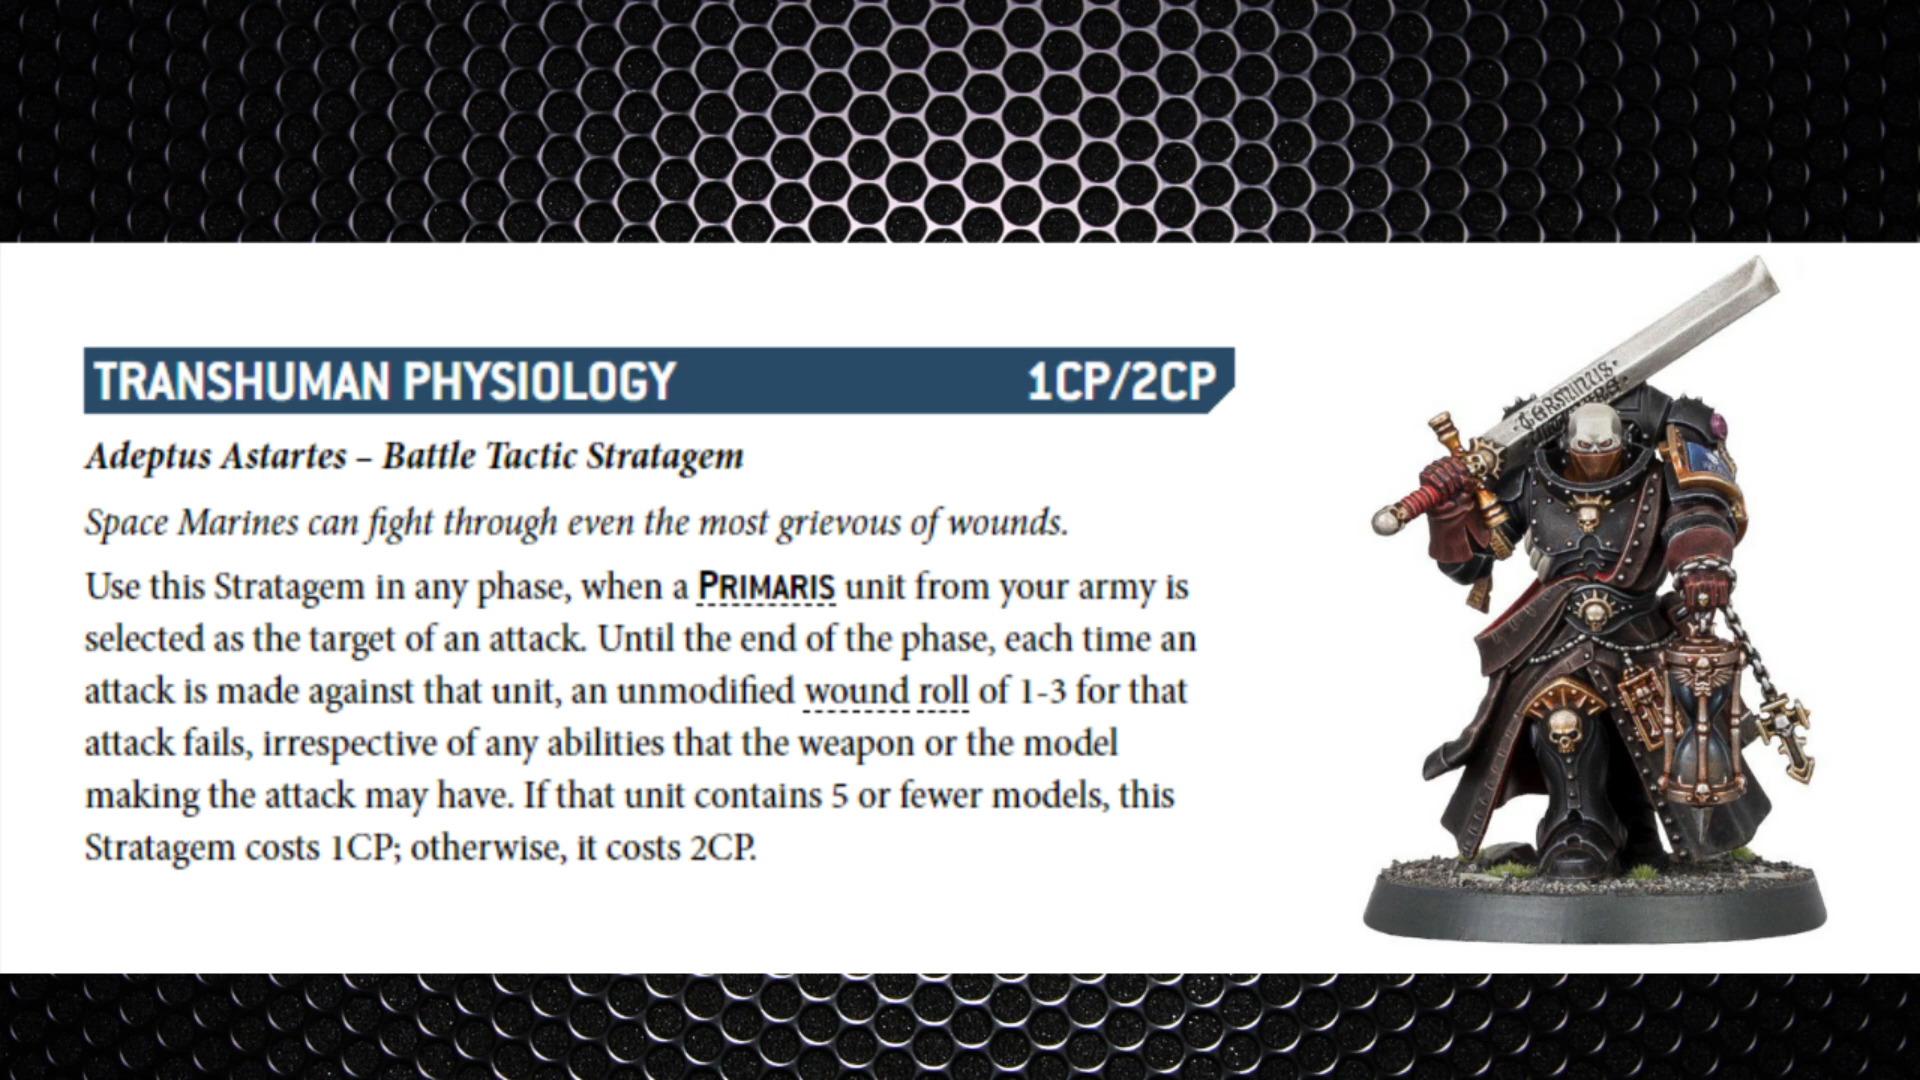 TRANSHUMAN PHYSIOLOGY 1CP/2CP
Adeptus Astartes – Battle Tactic Stratagem
Space Marines can fight through even the most grievous of wounds.
Use this Stratagem in any phase, when a PRIMARIS unit from your army is
selected as the target of an attack. Until the end of the phase, each time an
attack is made against that unit, an unmodified wound roll of 1-3 for that
attack fails, irrespective of any abilities that the weapon or the model
making the attack may have. If that unit contains 5 or fewer models, this
Stratagem costs 1CP; otherwise, it costs 2CP.